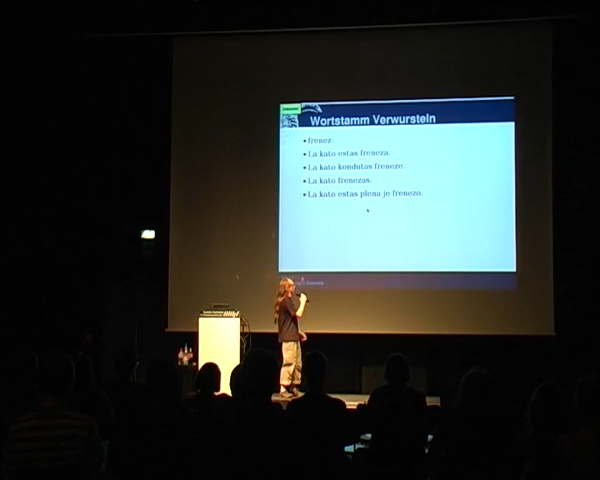 Wortstamm Verwursteln
frenez-
La kato estas freneza.
La kato kondutas freneze.
La kato frenezas.
La kato estas plena je frenezo.